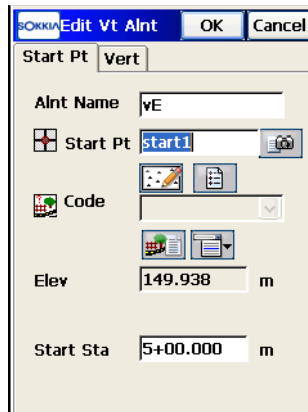 SOKKIA Edit Vt Alnt OK Cancel
Start Pt Vert
Alnt Name vE
Start Pt start1
Code
Elev 149.938 m
Start Sta 5+00.000 m